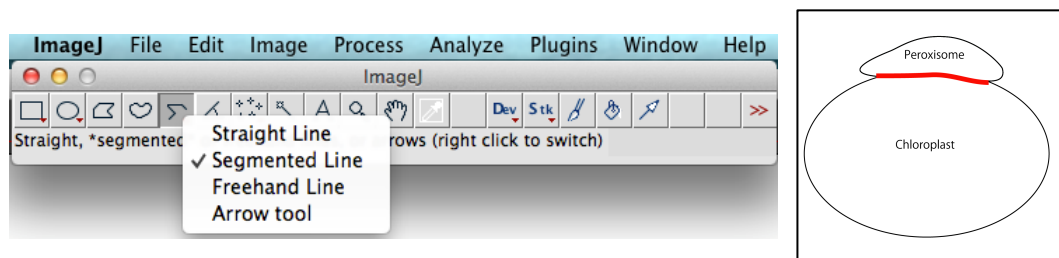 ImageJ File Edit Image Process Analyze Plugins Window Help
ImageJ
A Dev Stk >>
Straight, *segmented* rows (right click to switch)
Straight Line
✓ Segmented Line
Freehand Line
Arrow tool
Peroxisome
Chloroplast